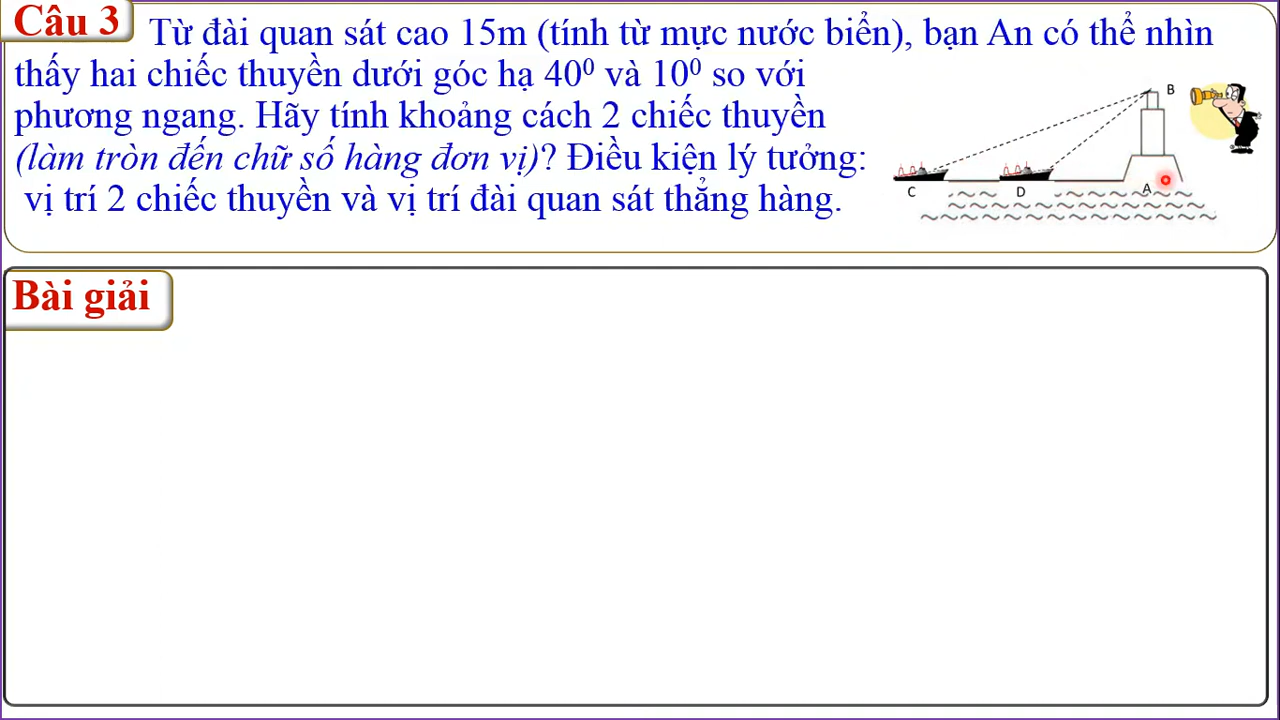 Câu 3
Từ đài quan sát cao 15m (tính từ mực nước biển), bạn An có thể nhìn
thấy hai chiếc thuyền dưới góc hạ 40⁰ và 10⁰ so với
phương ngang. Hãy tính khoảng cách 2 chiếc thuyền
(làm tròn đến chữ số hàng đơn vị)? Điều kiện lý tưởng:
vị trí 2 chiếc thuyền và vị trí đài quan sát thẳng hàng.
B
C
D
A
Bài giải